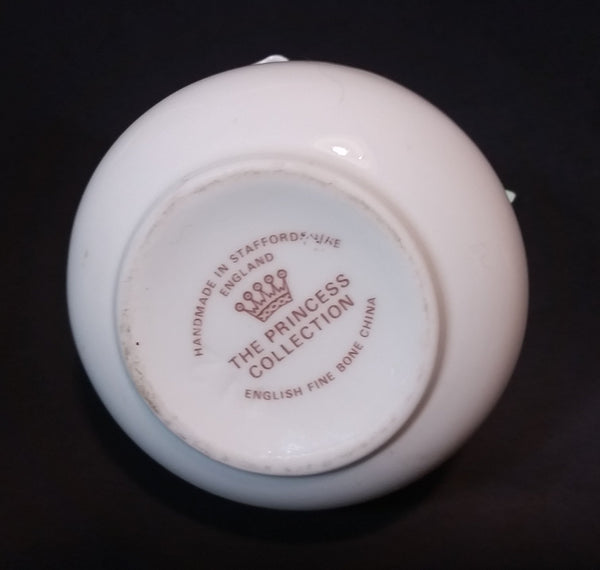 HANDMADE IN STAFFORDSHIRE
ENGLAND
THE PRINCESS
COLLECTION
ENGLISH FINE BONE CHINA